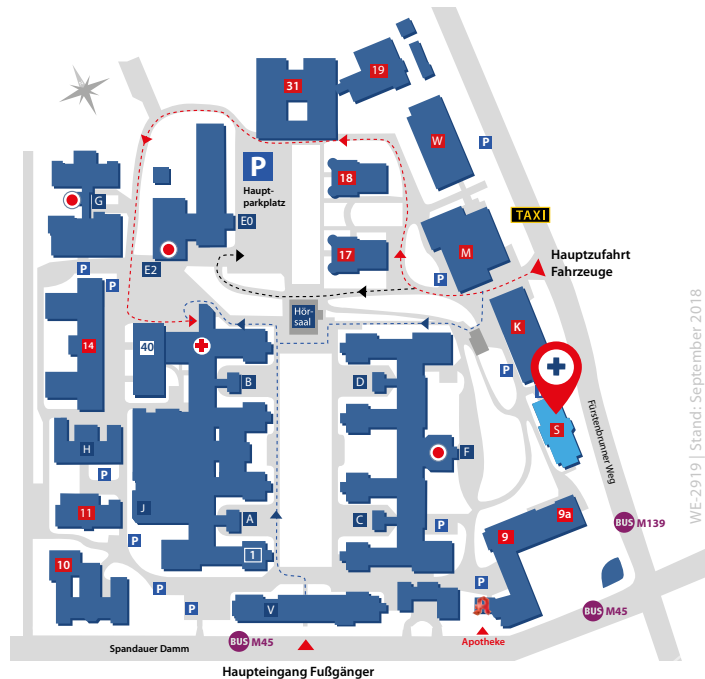 31
19
W
P
P
Haupt-
parkplatz
18
G
E0
TAXI
17
M
Hauptzufahrt
Fahrzeuge
P
E2
P
P
Hör-
saal
K
14
40
P
B
D
S
Fürstenbrunner Weg
H
F
P
J
11
A
C
P
9a
9
BUS M139
P
1
10
P
P
P
V
BUS M45
Apotheke
BUS M45
Spandauer Damm
Haupteingang Fußgänger
WE-2919 | Stand: September 2018